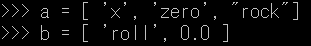 >>> a = [ 'x', 'zero', "rock"]
>>> b = [ 'roll', 0.0 ]